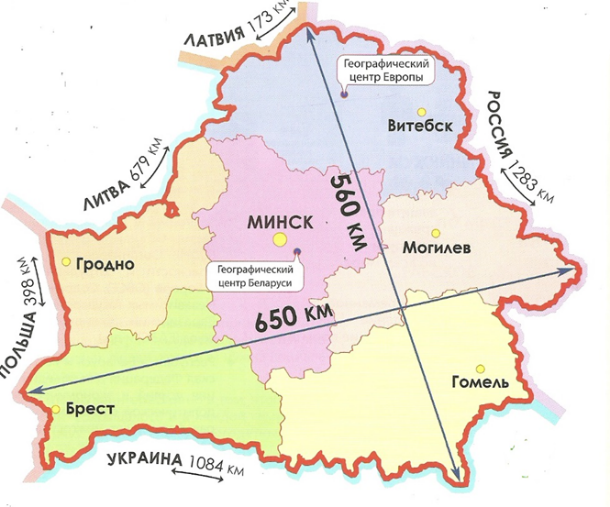 ЛАТВИЯ 173 КМ
Географический
центр Европы
Витебск
РОССИЯ 1283 КМ
ЛИТВА 679 КМ
560 КМ
МИНСК
Могилев
Гродно
Географический
центр Беларуси
ПОЛЬША 398 КМ
650 КМ
Гомель
Брест
УКРАИНА 1084 КМ